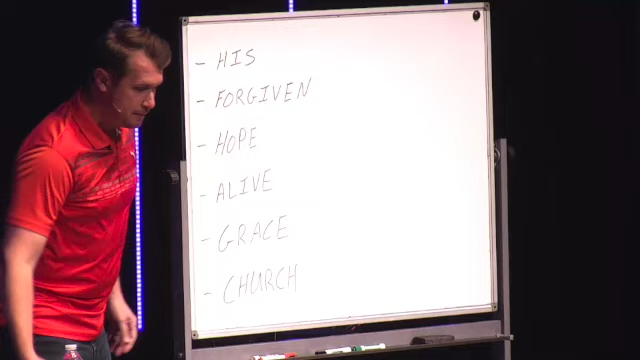 - HIS
- FORGIVEN
- HOPE
- ALIVE
- GRACE
- CHURCH